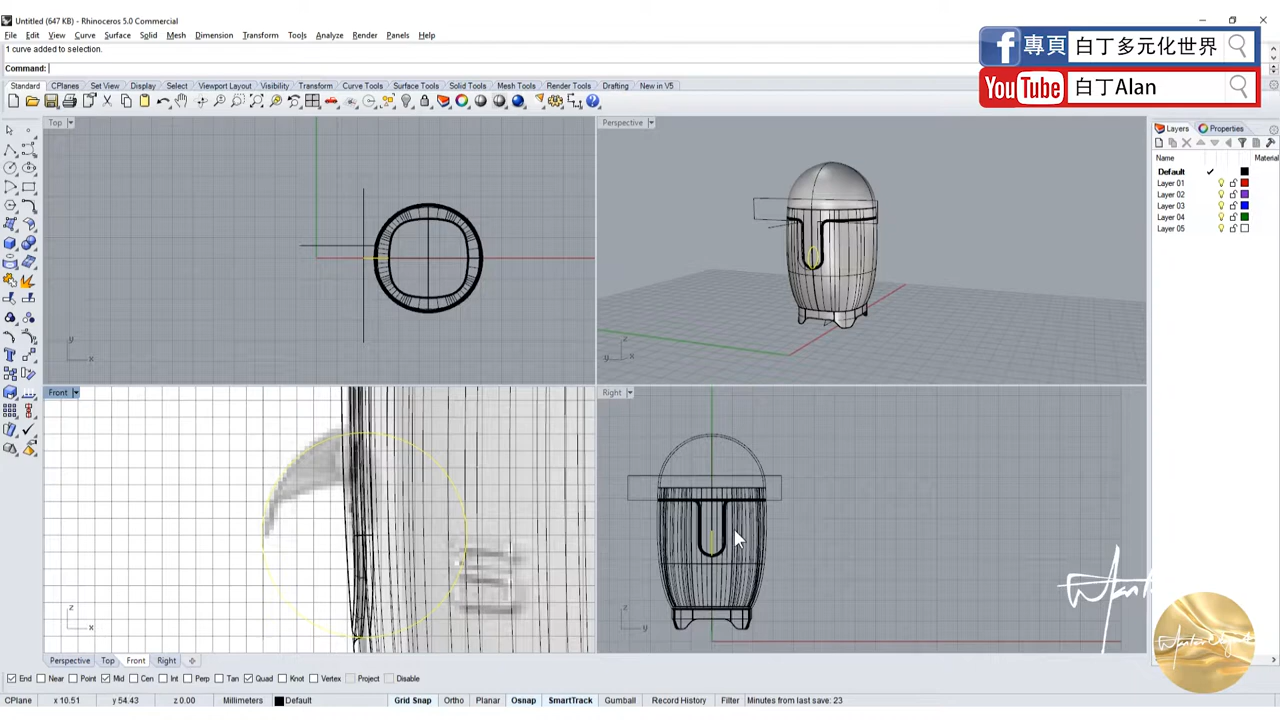 Untitled (647 KB) - Rhinoceros 5.0 Commercial
File Edit View Curve Surface Solid Mesh Dimension Transform Tools Analyze Render Panels Help
1 curve added to selection.
Command:
專頁 白丁多元化世界
YouTube 白丁Alan
Standard CPlanes Set View Display Select Viewport Layout Visibility Transform Curve Tools Surface Tools Solid Tools Mesh Tools Render Tools Drafting New in V5
Top
Perspective
Layers Properties
Name Material
Default
Layer 01
Layer 02
Layer 03
Layer 04
Layer 05
y x
z
y x
Front
Right
z x
z y
Perspective Top Front Right
End Near Point Mid Cen Int Perp Tan Quad Knot Vertex Project Disable
CPlane x 10.51 y 54.43 z 0.00 Millimeters Default Grid Snap Ortho Planar Osnap SmartTrack Gumball Record History Filter Minutes from last save: 23